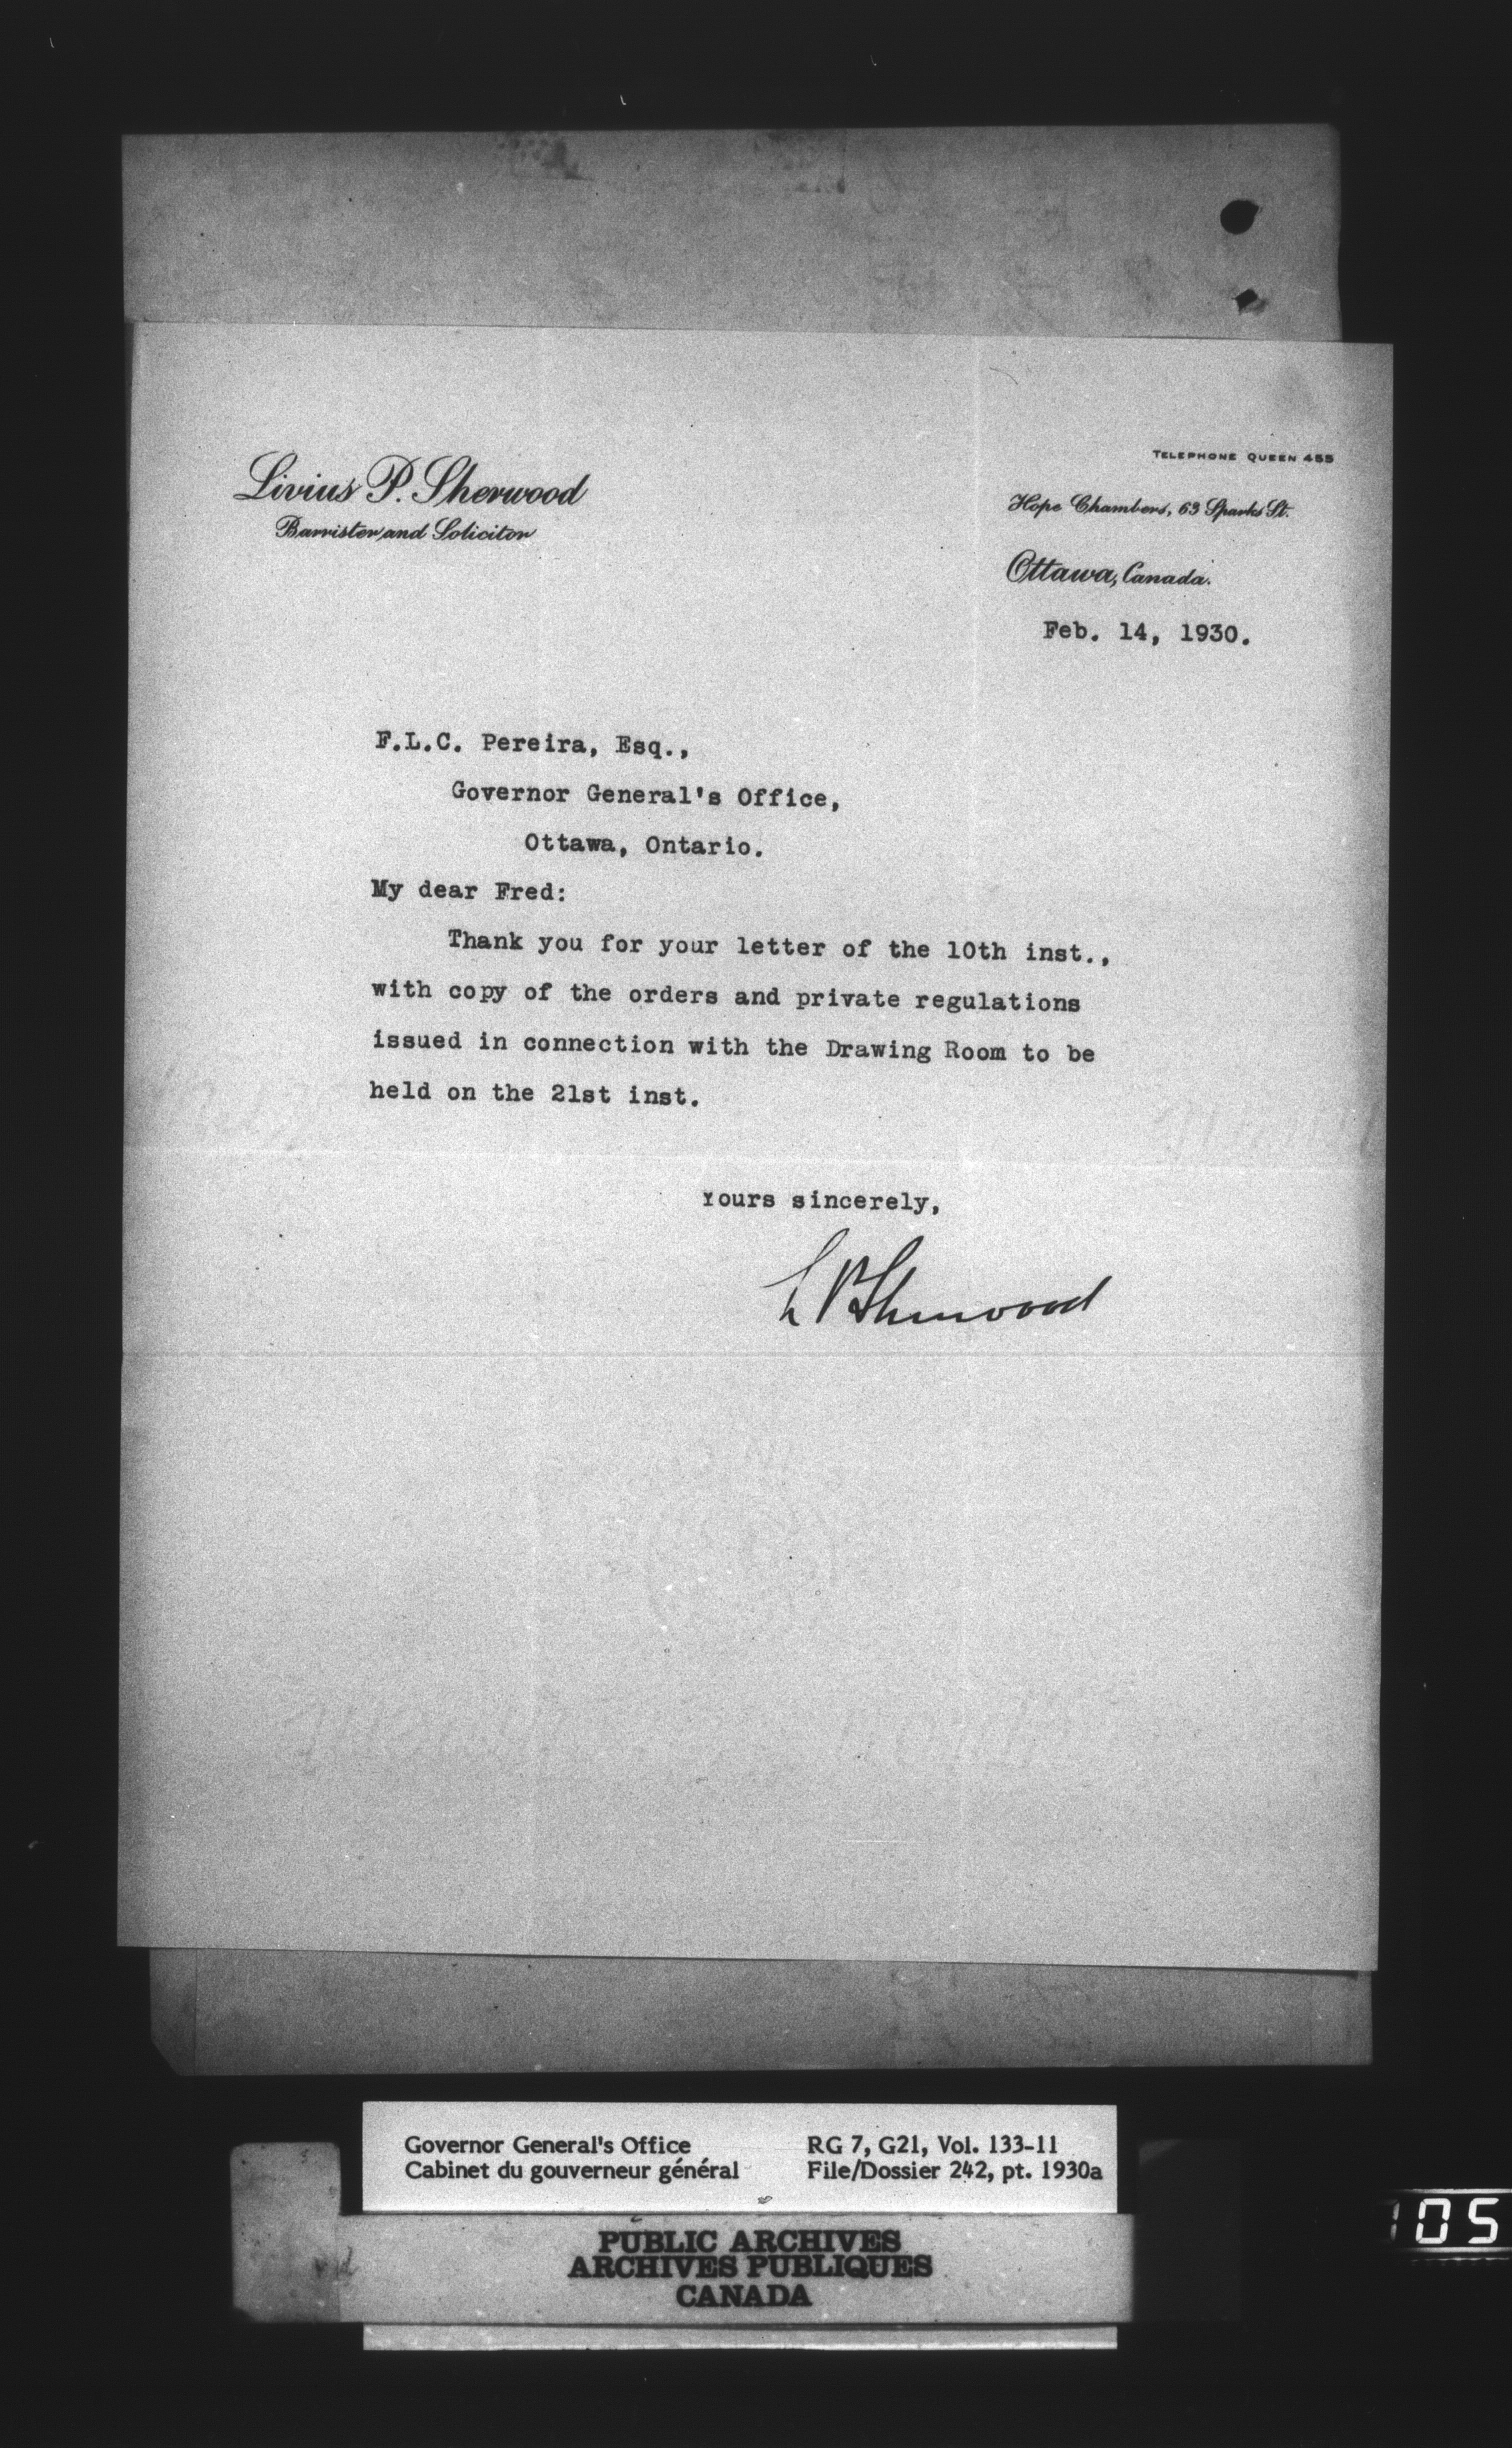 Livius P. Sherwood
Barrister and Solicitor
TELEPHONE QUEEN 455
Hope Chambers, 63 Sparks St.
Ottawa, Canada.
Feb. 14, 1930.
F.L.C. Pereira, Esq.,
Governor General's Office,
Ottawa, Ontario.
My dear Fred:
Thank you for your letter of the 10th inst.,
with copy of the orders and private regulations
issued in connection with the Drawing Room to be
held on the 21st inst.
Yours sincerely,
L P Sherwood
Governor General's Office
Cabinet du gouverneur général
RG 7, G21, Vol. 133-11
File/Dossier 242, pt. 1930a
PUBLIC ARCHIVES
ARCHIVES PUBLIQUES
CANADA
105